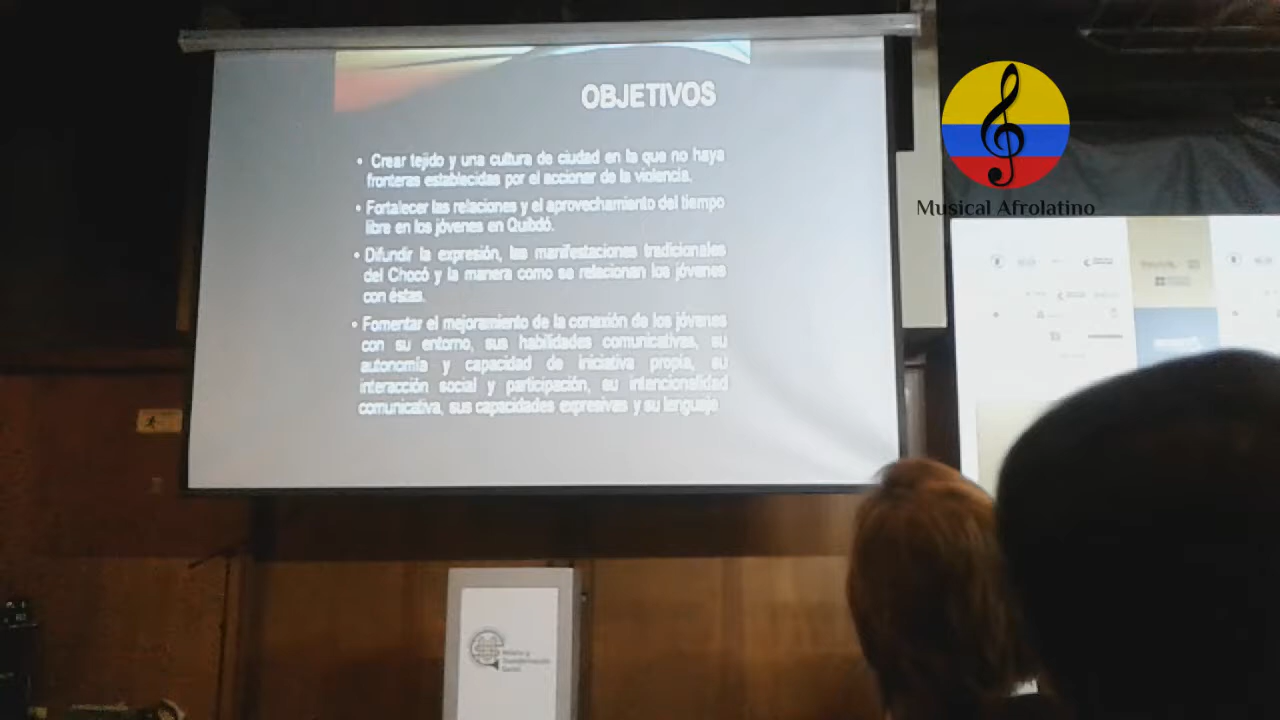 OBJETIVOS
• Crear tejido y una cultura de ciudad en la que no haya
fronteras establecidas por el accionar de la violencia.
• Fortalecer las relaciones y el aprovechamiento del tiempo
libre en los jóvenes en Quibdó.
• Difundir la expresión, las manifestaciones tradicionales
del Chocó y la manera como se relacionan los jóvenes
con éstas.
• Fomentar el mejoramiento de la conexión de los jóvenes
con su entorno, sus habilidades comunicativas, su
autonomía y capacidad de iniciativa propia, su
interacción social y participación, su intencionalidad
comunicativa, sus capacidades expresivas y su lenguaje
Musical Afrolatino
Música y
Transformación
Social